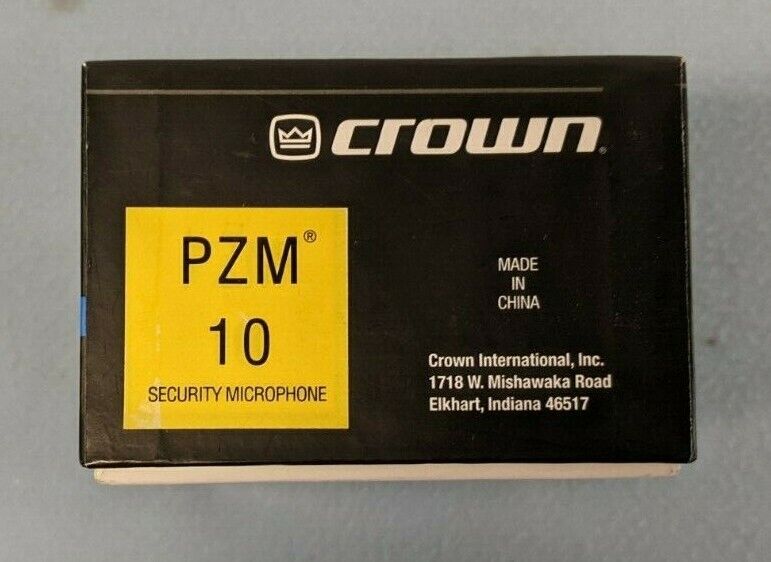 crown®
PZM®
10
SECURITY MICROPHONE
MADE
IN
CHINA
Crown International, Inc.
1718 W. Mishawaka Road
Elkhart, Indiana 46517